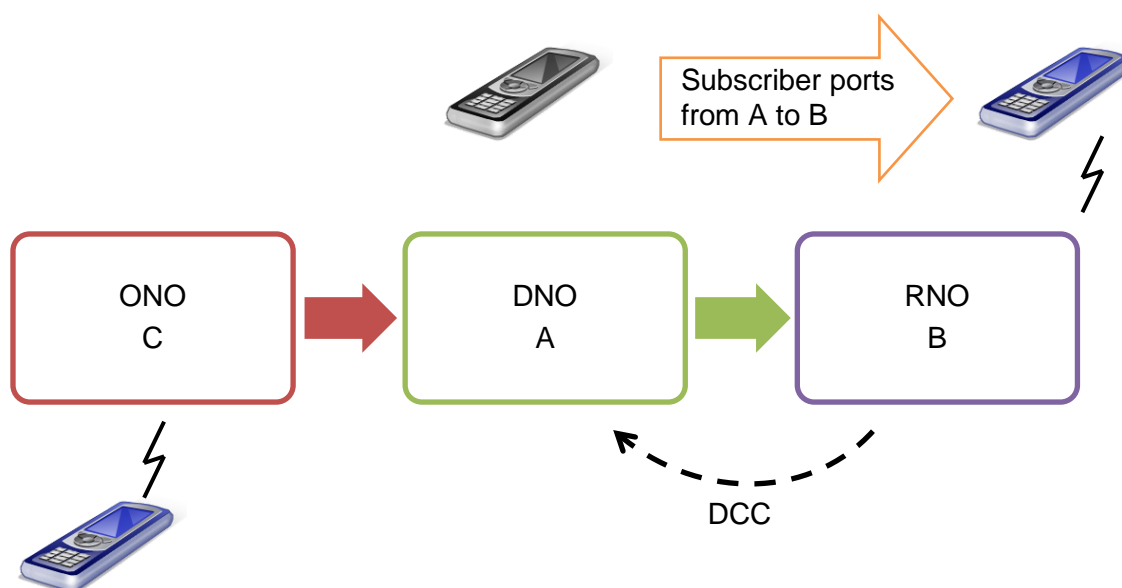 Subscriber ports
from A to B
ONO
C
DNO
A
RNO
B
DCC